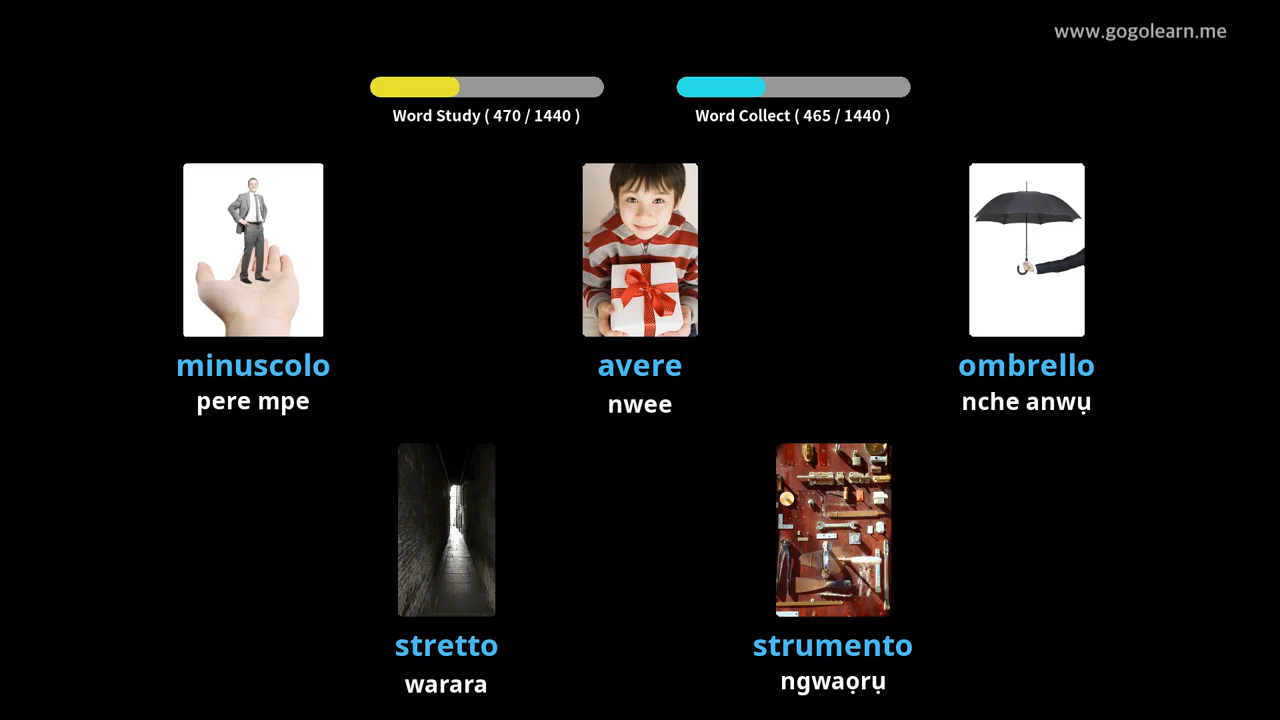 www.gogolearn.me
Word Study ( 470 / 1440 )
Word Collect ( 465 / 1440 )
minuscolo
pere mpe
avere
nwee
ombrello
nche anwụ
stretto
warara
strumento
ngwaọrụ